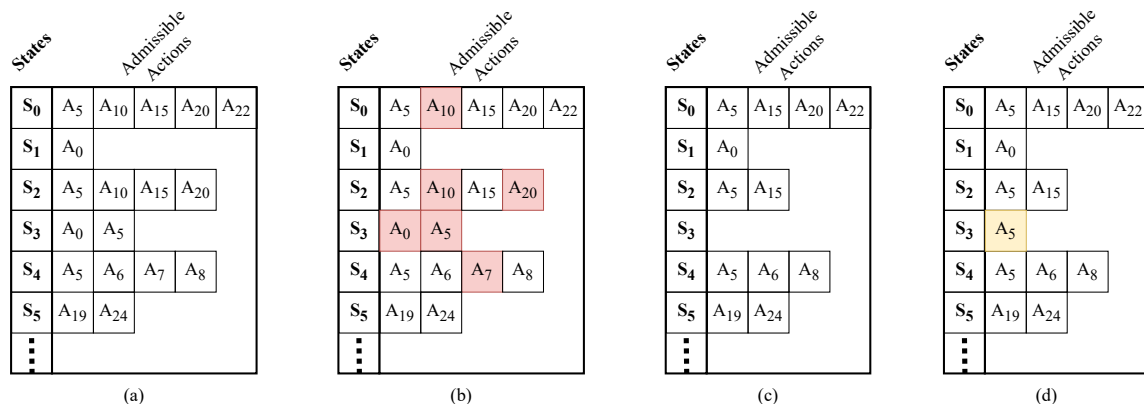 States Admissible Actions
S0 A5 A10 A15 A20 A22
S1 A0
S2 A5 A10 A15 A20
S3 A0 A5
S4 A5 A6 A7 A8
S5 A19 A24
(a)
States Admissible Actions
S0 A5 A10 A15 A20 A22
S1 A0
S2 A5 A10 A15 A20
S3 A0 A5
S4 A5 A6 A7 A8
S5 A19 A24
(b)
States Admissible Actions
S0 A5 A15 A20 A22
S1 A0
S2 A5 A15
S3
S4 A5 A6 A8
S5 A19 A24
(c)
States Admissible Actions
S0 A5 A15 A20 A22
S1 A0
S2 A5 A15
S3 A5
S4 A5 A6 A8
S5 A19 A24
(d)